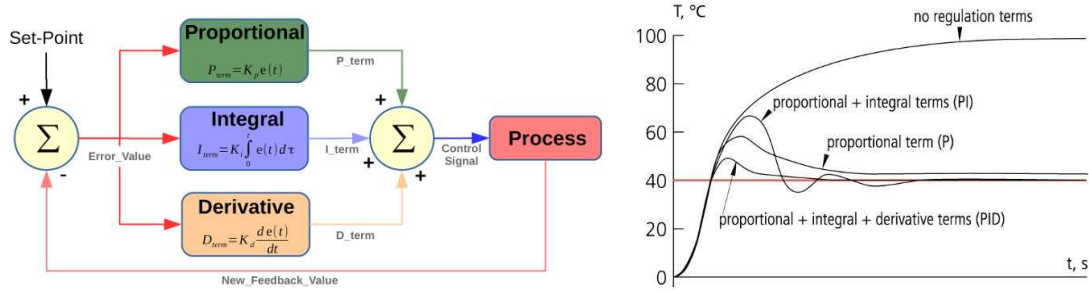 Set-Point
+
Σ
-
Error_Value
Proportional
P_term=K_p e(t)
P_term
Integral
I_term=K_i∫_0^t e(t)dτ
I_term
Derivative
D_term=K_d de(t)/dt
D_term
+
+
+
Σ
Control
Signal
Process
New_Feedback_Value
T, °C
100
80
60
40
20
0
no regulation terms
proportional + integral terms (PI)
proportional term (P)
proportional + integral + derivative terms (PID)
t, s